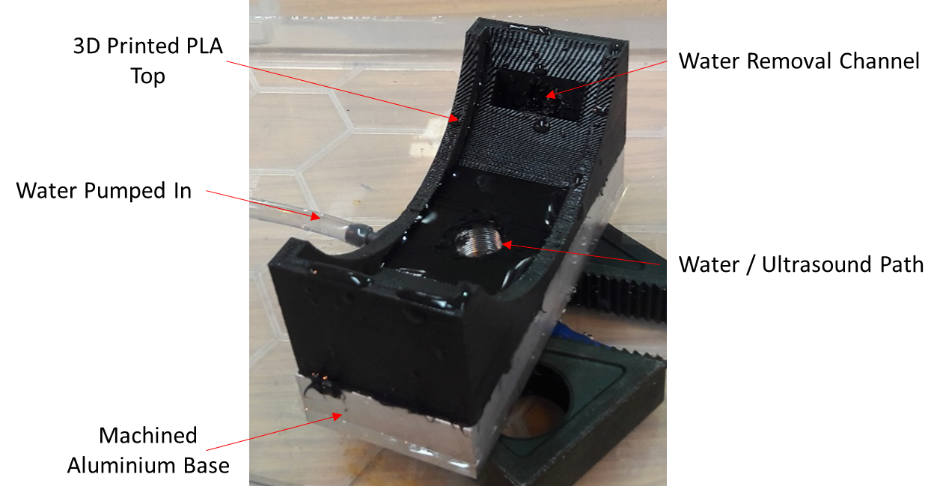 3D Printed PLA
Top
Water Removal Channel
Water Pumped In
Water / Ultrasound Path
Machined
Aluminium Base